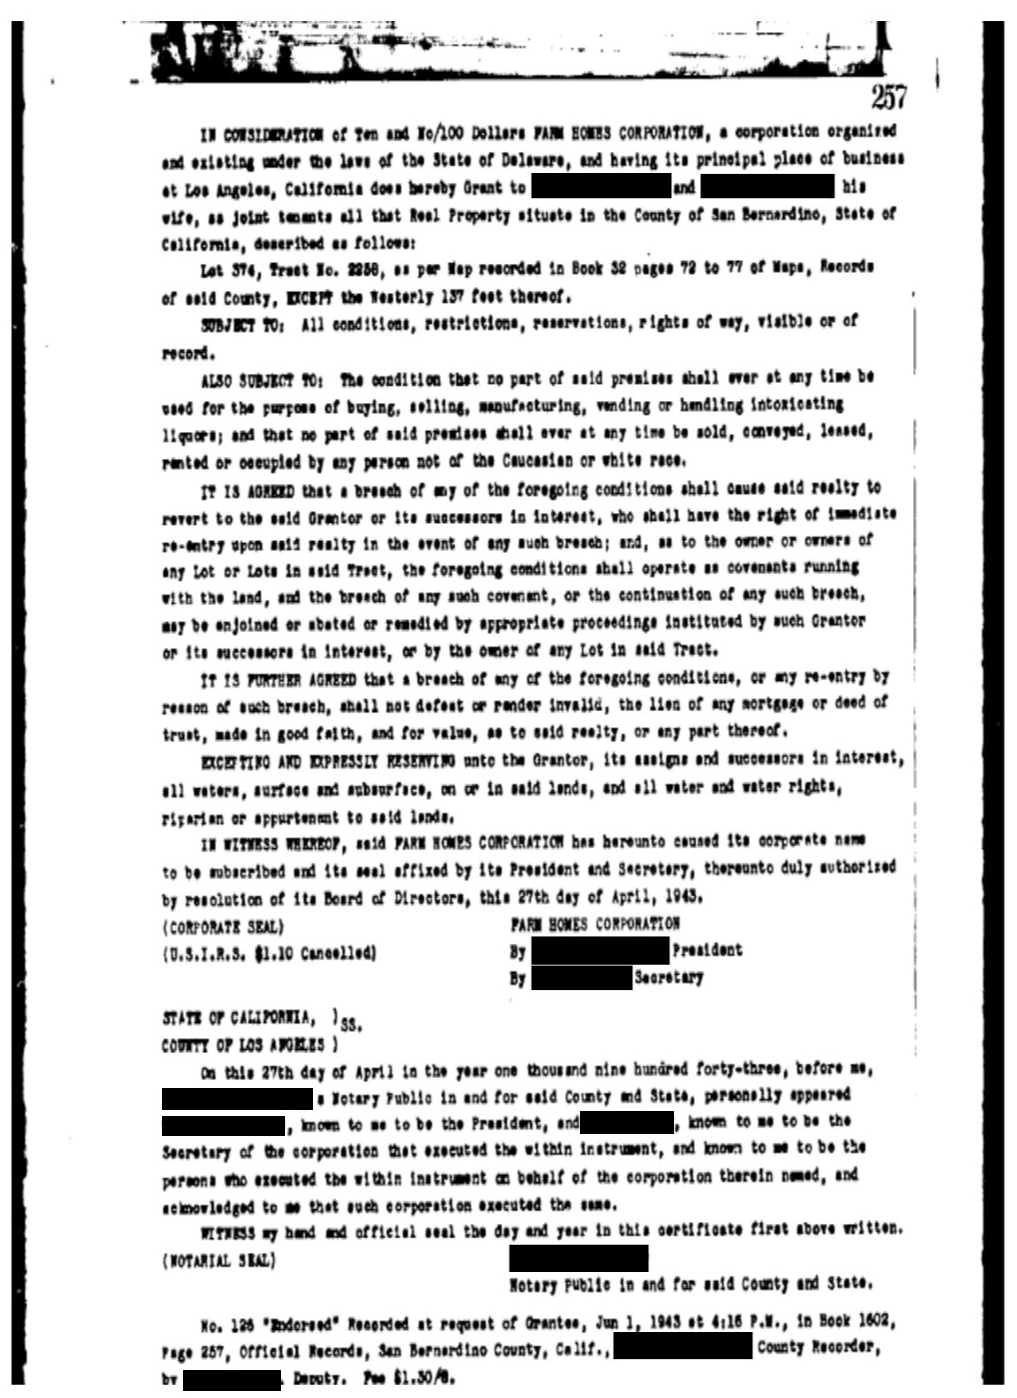 257
IN CONSIDERATION of Ten and No/100 Dollars FARM HOMES CORPORATION, a corporation organized
and existing under the laws of the State of Delaware, and having its principal place of business
at Los Angeles, California does hereby Grant to and his
wife, as joint tenants all that Real Property situate in the County of San Bernardino, State of
California, described as follows:
Lot 374, Tract No. 2258, as per Map recorded in Book 32 pages 72 to 77 of Maps, Records
of said County, EXCEPT the Westerly 137 feet thereof.
SUBJECT TO: All conditions, restrictions, reservations, rights of way, visible or of
record.
ALSO SUBJECT TO: The condition that no part of said premises shall ever at any time be
used for the purpose of buying, selling, manufacturing, vending or handling intoxicating
liquors; and that no part of said premises shall ever at any time be sold, conveyed, leased,
rented or occupied by any person not of the Caucasian or white race.
IT IS AGREED that a breach of any of the foregoing conditions shall cause said realty to
revert to the said Grantor or its successors in interest, who shall have the right of immediate
re-entry upon said realty in the event of any such breach; and, as to the owner or owners of
any Lot or Lots in said Tract, the foregoing conditions shall operate as covenants running
with the land, and the breach of any such covenant, or the continuation of any such breach,
may be enjoined or abated or remedied by appropriate proceedings instituted by such Grantor
or its successors in interest, or by the owner of any Lot in said Tract.
IT IS FURTHER AGREED that a breach of any of the foregoing conditions, or any re-entry by
reason of such breach, shall not defeat or render invalid, the lien of any mortgage or deed of
trust, made in good faith, and for value, as to said realty, or any part thereof.
EXCEPTING AND EXPRESSLY RESERVING unto the Grantor, its assigns and successors in interest,
all waters, surface and subsurface, on or in said lands, and all water and water rights,
riparian or appurtenant to said lands.
IN WITNESS WHEREOF, said FARM HOMES CORPORATION has hereunto caused its corporate name
to be subscribed and its seal affixed by its President and Secretary, thereunto duly authorized
by resolution of its Board of Directors, this 27th day of April, 1943.
(CORPORATE SEAL) FARM HOMES CORPORATION
(U.S.I.R.S. $1.10 Cancelled) By President
By Secretary
STATE OF CALIFORNIA, )
SS.
COUNTY OF LOS ANGELES )
On this 27th day of April in the year one thousand nine hundred forty-three, before me,
a Notary Public in and for said County and State, personally appeared
, known to me to be the President, and , known to me to be the
Secretary of the corporation that executed the within instrument, and known to me to be the
persons who executed the within instrument on behalf of the corporation therein named, and
acknowledged to me that such corporation executed the same.
WITNESS my hand and official seal the day and year in this certificate first above written.
(NOTARIAL SEAL)
Notary Public in and for said County and State.
No. 126 "Endorsed" Recorded at request of Grantee, Jun 1, 1943 at 4:15 P.M., in Book 1602,
Page 257, Official Records, San Bernardino County, Calif., County Recorder,
by . Deputy. Fee $1.30/8.